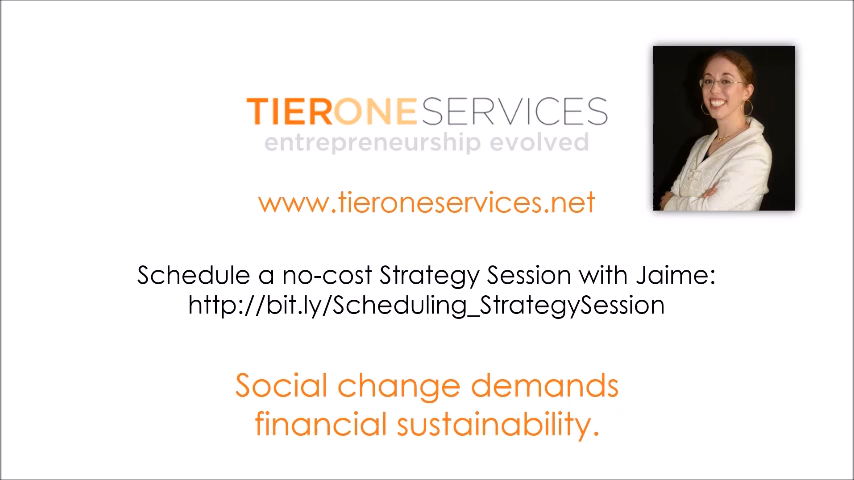 TIERONESERVICES
entrepreneurship evolved
www.tieroneservices.net
Schedule a no-cost Strategy Session with Jaime:
http://bit.ly/Scheduling_StrategySession
Social change demands
financial sustainability.